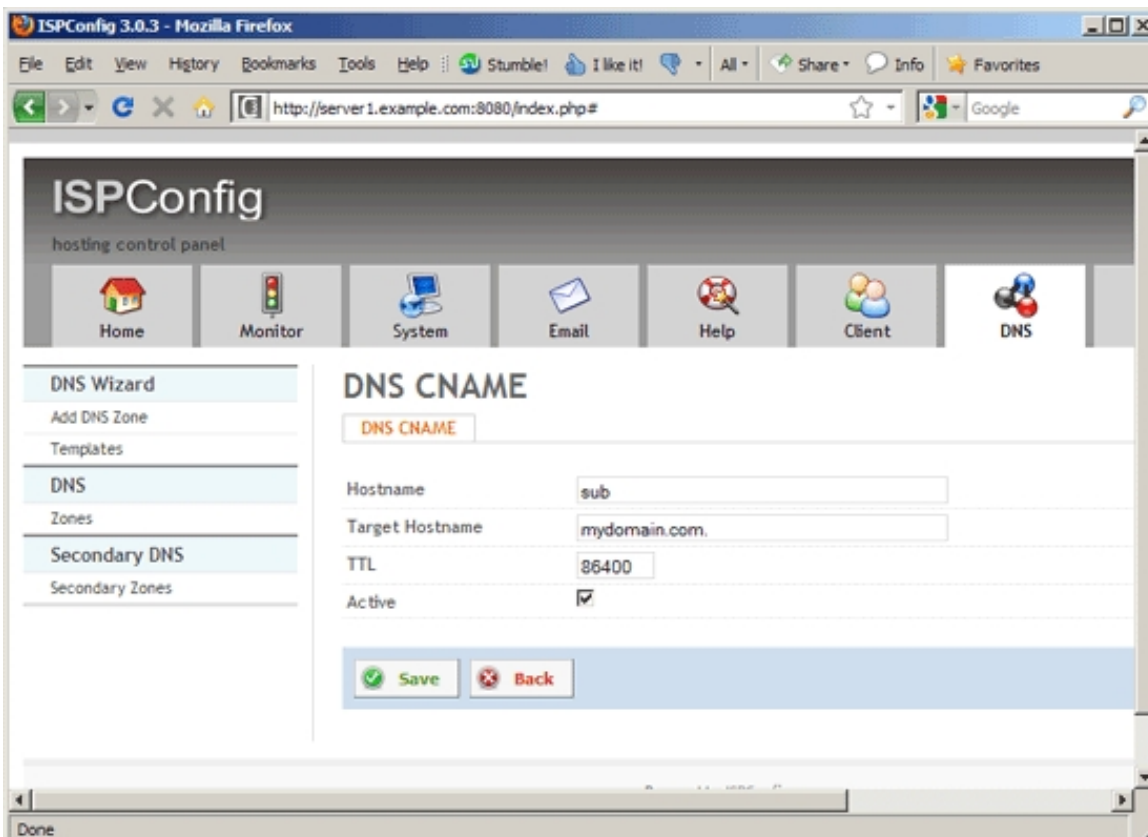 ISPConfig 3.0.3 - Mozilla Firefox
File Edit View History Bookmarks Tools Help Stumble! I like it! All Share Info Favorites
http://server1.example.com:8080/index.php# Google
ISPConfig
hosting control panel
Home Monitor System Email Help Client DNS
DNS Wizard
Add DNS Zone
Templates
DNS
Zones
Secondary DNS
Secondary Zones
DNS CNAME
DNS CNAME
Hostname sub
Target Hostname mydomain.com.
TTL 86400
Active
Save Back
Done